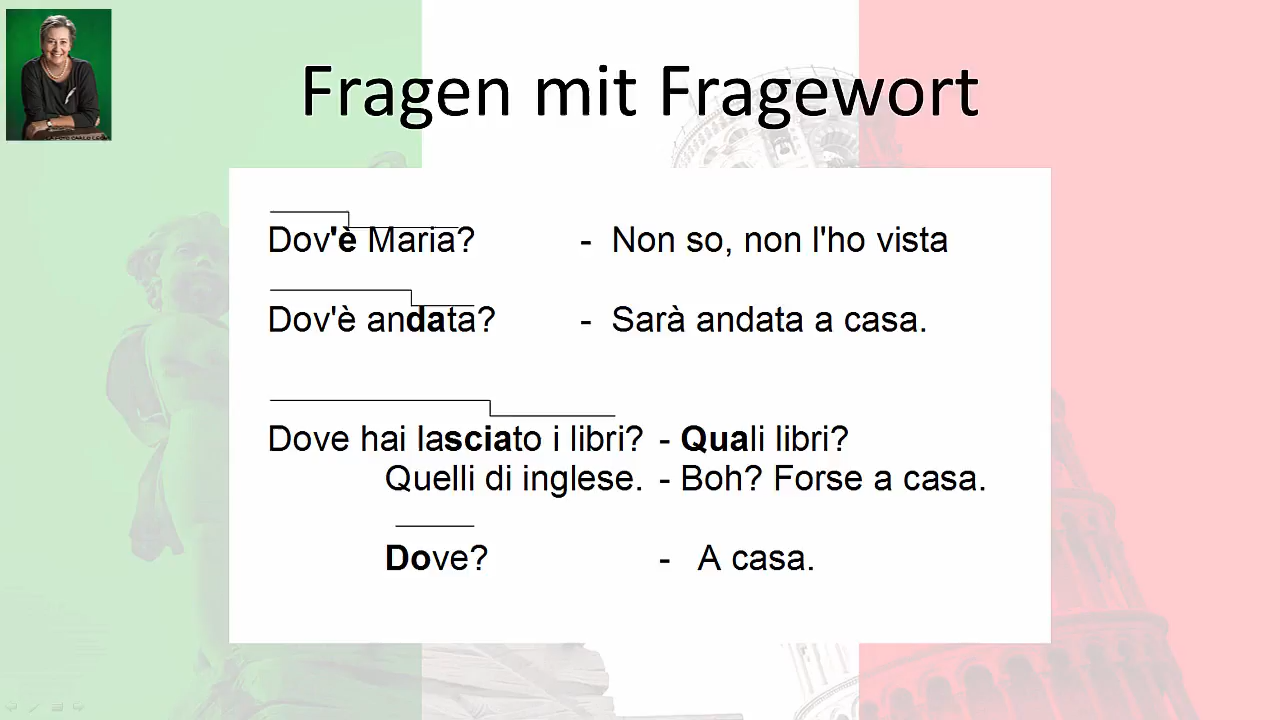 Fragen mit Fragewort
Dov'è Maria? - Non so, non l'ho vista
Dov'è andata? - Sarà andata a casa.
Dove hai lasciato i libri? - Quali libri?
Quelli di inglese. - Boh? Forse a casa.
Dove? - A casa.